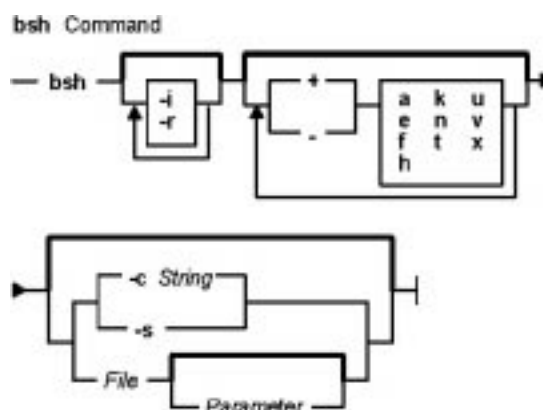 bsh Command
bsh
-i
-r
+
-
a k u
e n v
f t x
h
-c String
-s
File
Parameter